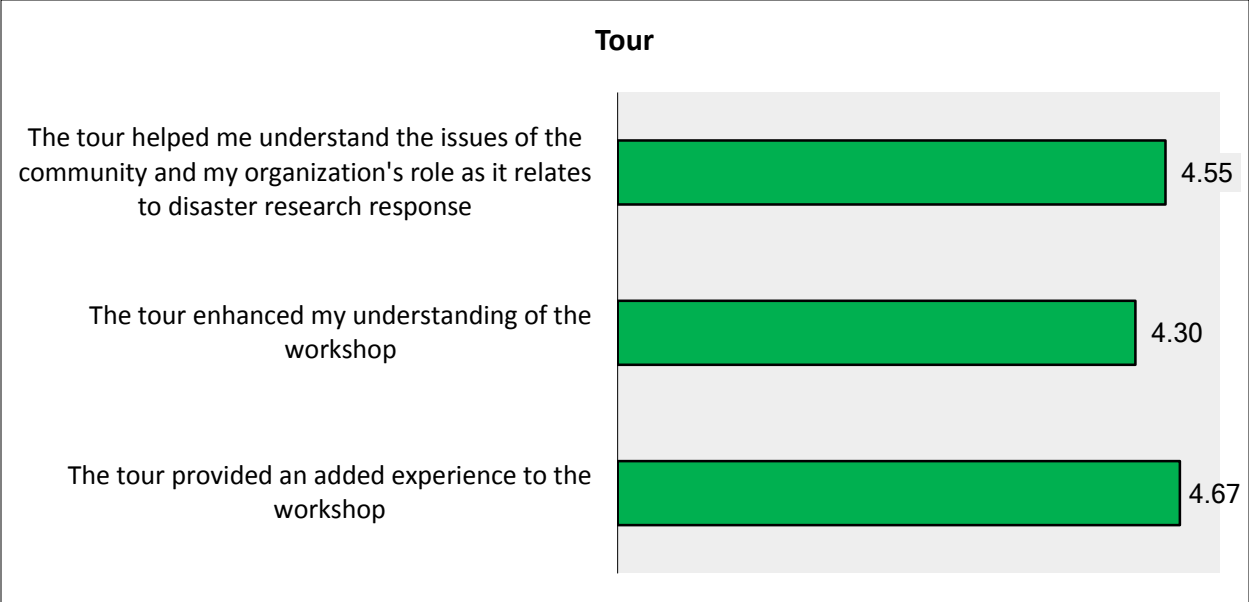 Tour
The tour helped me understand the issues of the
community and my organization's role as it relates
to disaster research response
4.55
The tour enhanced my understanding of the
workshop
4.30
The tour provided an added experience to the
workshop
4.67